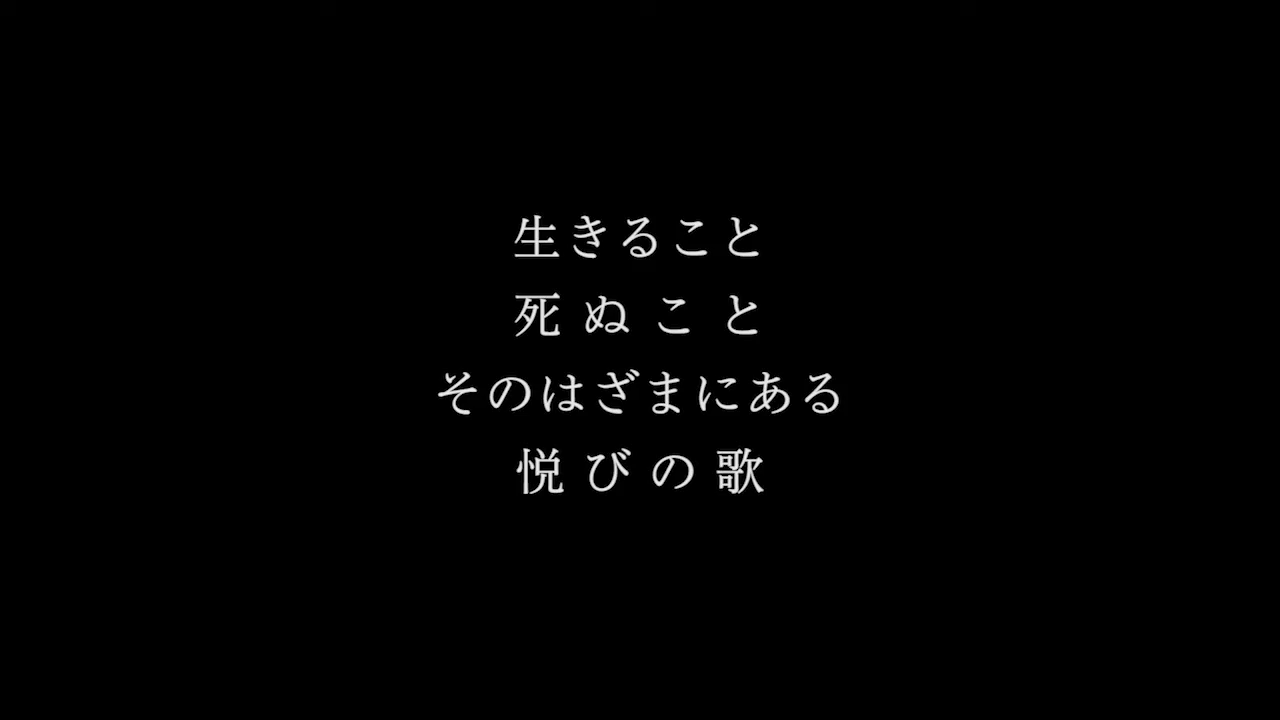 生きること
死ぬこと
そのはざまにある
悦びの歌